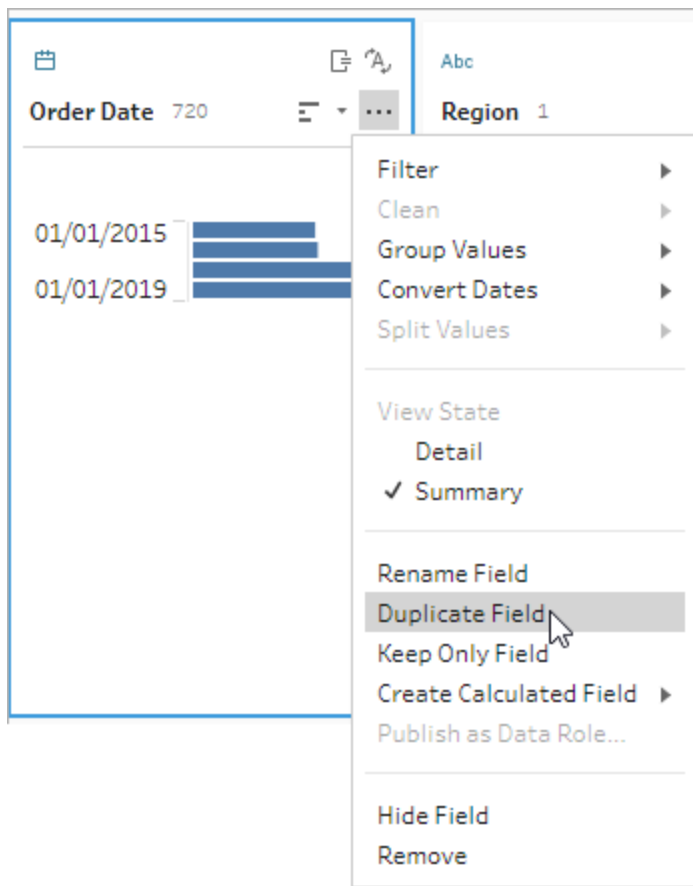 Abc
Order Date 720
Region 1
01/01/2015
01/01/2019
Filter
Clean
Group Values
Convert Dates
Split Values
View State
Detail
Summary
Rename Field
Duplicate Field
Keep Only Field
Create Calculated Field
Publish as Data Role...
Hide Field
Remove